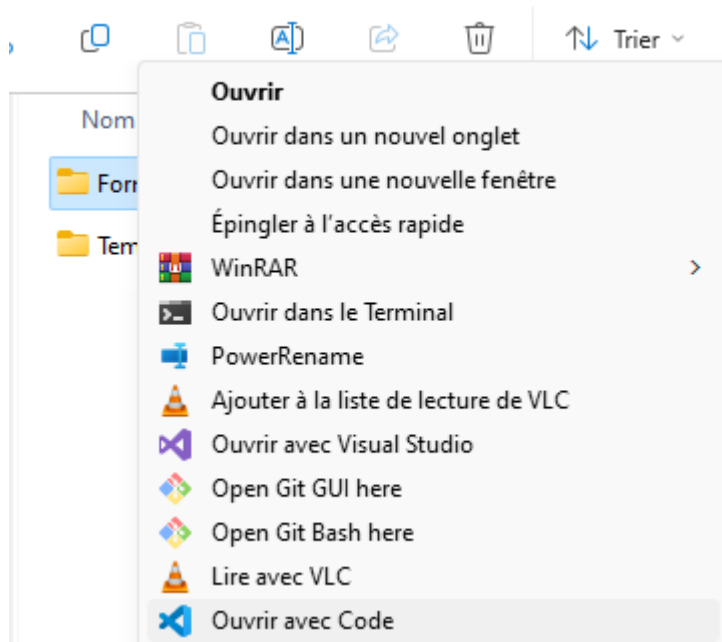 Trier
Nom
Ouvrir
Ouvrir dans un nouvel onglet
Ouvrir dans une nouvelle fenêtre
Épingler à l'accès rapide
WinRAR
Ouvrir dans le Terminal
PowerRename
Ajouter à la liste de lecture de VLC
Ouvrir avec Visual Studio
Open Git GUI here
Open Git Bash here
Lire avec VLC
Ouvrir avec Code